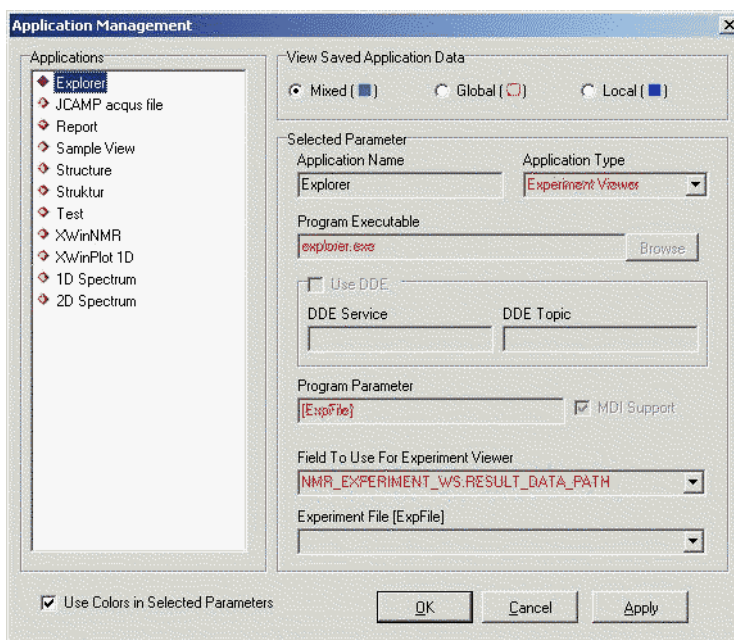 Application Management
Applications
Explorer
JCAMP acqus file
Report
Sample View
Structure
Struktur
Test
XWinNMR
XWinPlot 1D
1D Spectrum
2D Spectrum
View Saved Application Data
Mixed ( ) Global ( ) Local ( )
Selected Parameter
Application Name Application Type
Explorer Experiment Viewer
Program Executable
explorer.exe Browse
Use DDE
DDE Service DDE Topic
Program Parameter
[ExpFile] MDI Support
Field To Use For Experiment Viewer
NMR_EXPERIMENT_WS.RESULT_DATA_PATH
Experiment File [ExpFile]
Use Colors in Selected Parameters
OK Cancel Apply